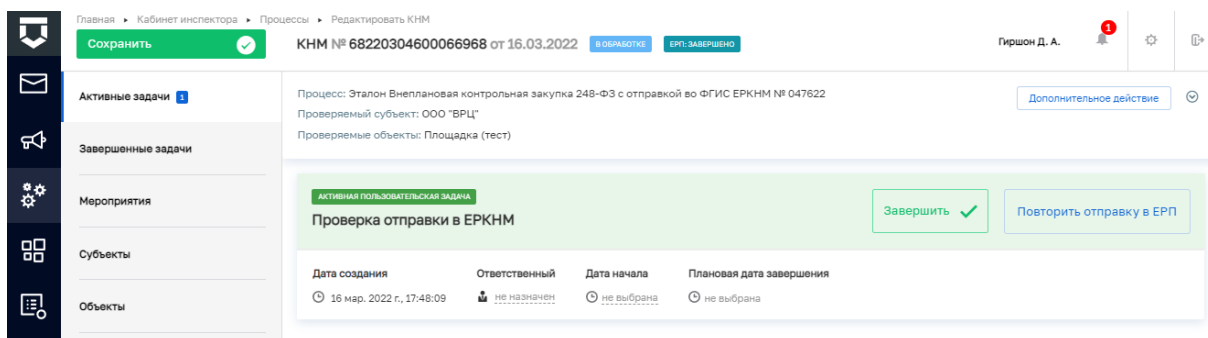 Главная ▸ Кабинет инспектора ▸ Процессы ▸ Редактировать КНМ
Сохранить
КНМ № 68220304600066968 от 16.03.2022 В ОБРАБОТКЕ ЕРП: ЗАВЕРШЕНО
Гиршон Д. А.
1
Активные задачи 1
Завершенные задачи
Мероприятия
Субъекты
Объекты
Процесс: Эталон Внеплановая контрольная закупка 248-ФЗ с отправкой во ФГИС ЕРКНМ № 047622
Проверяемый субъект: ООО "ВРЦ"
Проверяемые объекты: Площадка (тест)
Дополнительное действие
АКТИВНАЯ ПОЛЬЗОВАТЕЛЬСКАЯ ЗАДАЧА
Проверка отправки в ЕРКНМ
Завершить
Повторить отправку в ЕРП
Дата создания Ответственный Дата начала Плановая дата завершения
16 мар. 2022 г., 17:48:09 не назначен не выбрана не выбрана